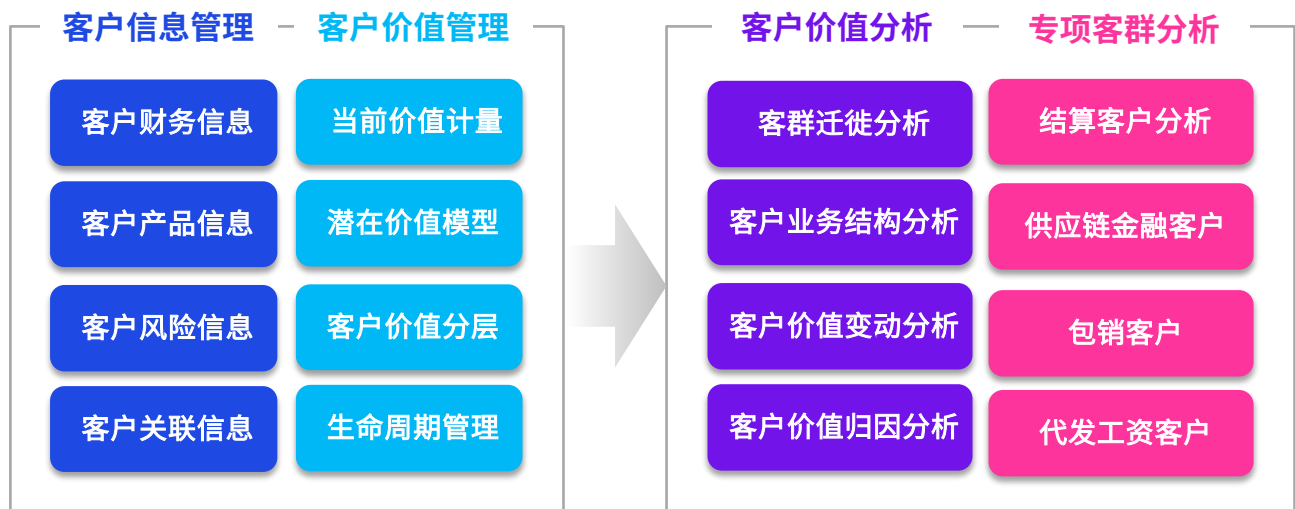 客户信息管理
客户价值管理
客户价值分析
专项客群分析
客户财务信息
当前价值计量
客群迁徙分析
结算客户分析
客户产品信息
潜在价值模型
客户业务结构分析
供应链金融客户
客户风险信息
客户价值分层
客户价值变动分析
包销客户
客户关联信息
生命周期管理
客户价值归因分析
代发工资客户